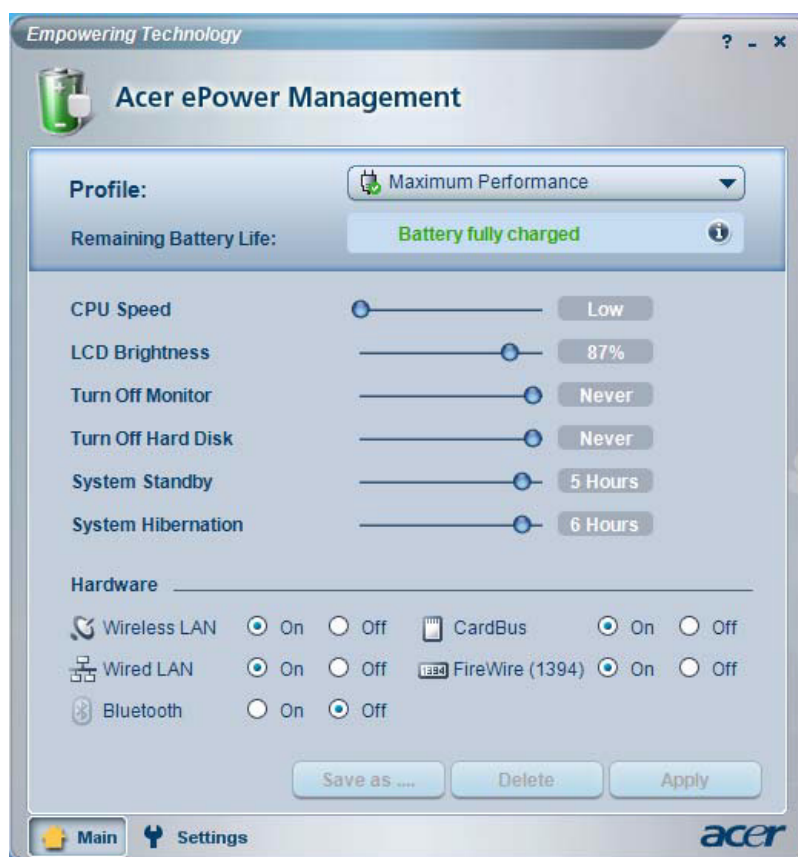 Empowering Technology
? - x
Acer ePower Management
Profile: Maximum Performance
Remaining Battery Life: Battery fully charged
CPU Speed Low
LCD Brightness 87%
Turn Off Monitor Never
Turn Off Hard Disk Never
System Standby 5 Hours
System Hibernation 6 Hours
Hardware
Wireless LAN On Off CardBus On Off
Wired LAN On Off 1394 FireWire (1394) On Off
Bluetooth On Off
Save as .... Delete Apply
Main Settings acer